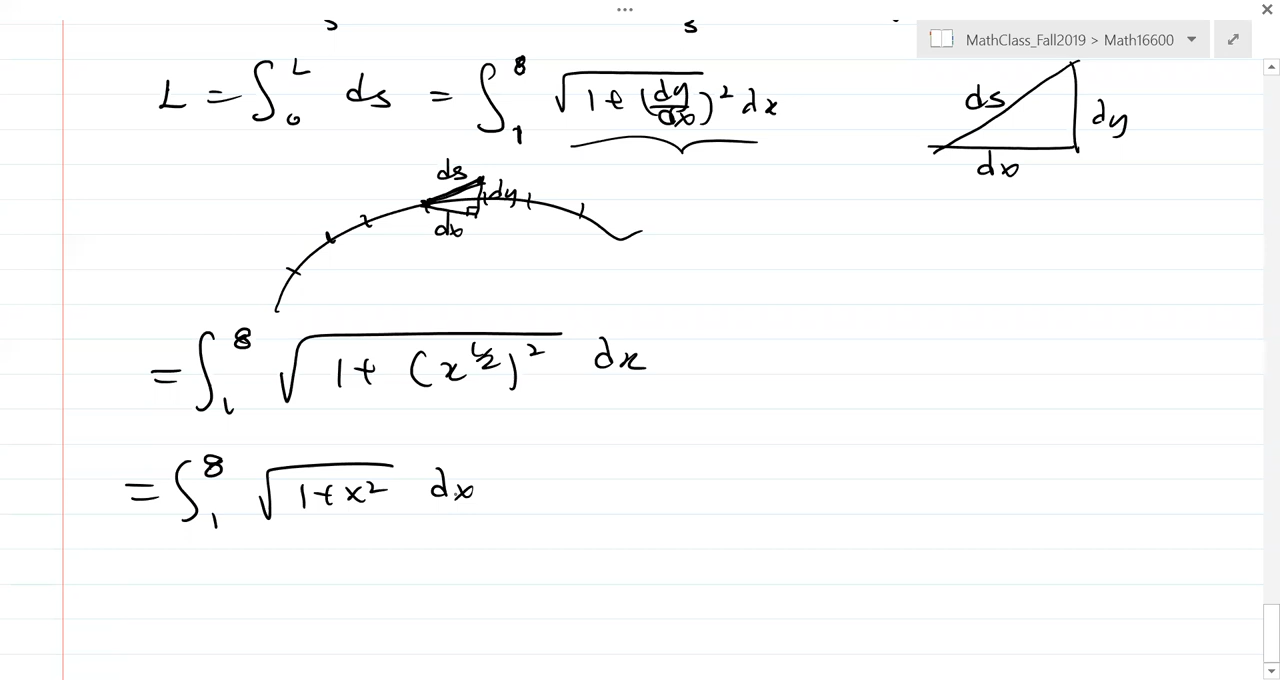 MathClass_Fall2019 > Math16600
L = ∫₀ᴸ ds = ∫₁⁸ √(1+(dy/dx)²) dx
ds
dy
dx
ds
dy
dx
= ∫₁⁸ √(1+(x^(1/2))²) dx
= ∫₁⁸ √(1+x²) dx